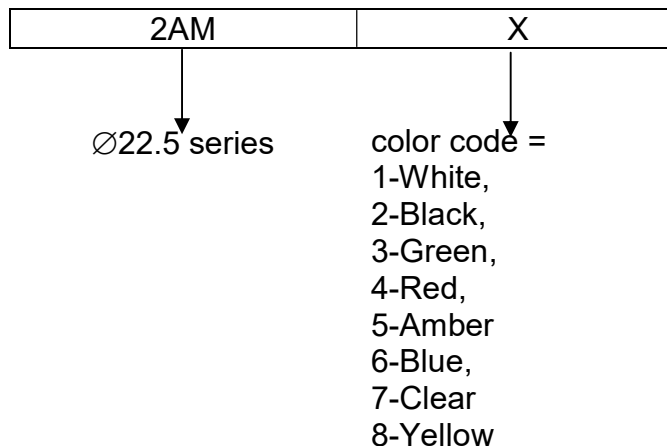 2AM X
∅22.5 series color code =
1-White,
2-Black,
3-Green,
4-Red,
5-Amber
6-Blue,
7-Clear
8-Yellow